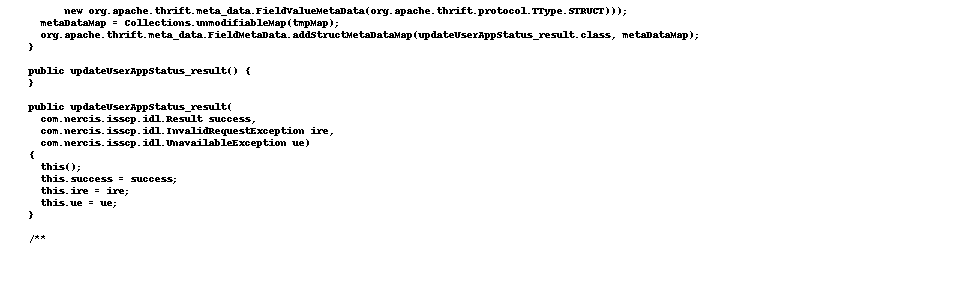 new org.apache.thrift.meta_data.FieldValueMetaData(org.apache.thrift.protocol.TType.STRUCT)));
metaDataMap = Collections.unmodifiableMap(tmpMap);
org.apache.thrift.meta_data.FieldMetaData.addStructMetaDataMap(updateUserAppStatus_result.class, metaDataMap);
}
public updateUserAppStatus_result() {
}
public updateUserAppStatus_result(
com.nercis.isscp.idl.Result success,
com.nercis.isscp.idl.InvalidRequestException ire,
com.nercis.isscp.idl.UnavailableException ue)
{
this();
this.success = success;
this.ire = ire;
this.ue = ue;
}
/**